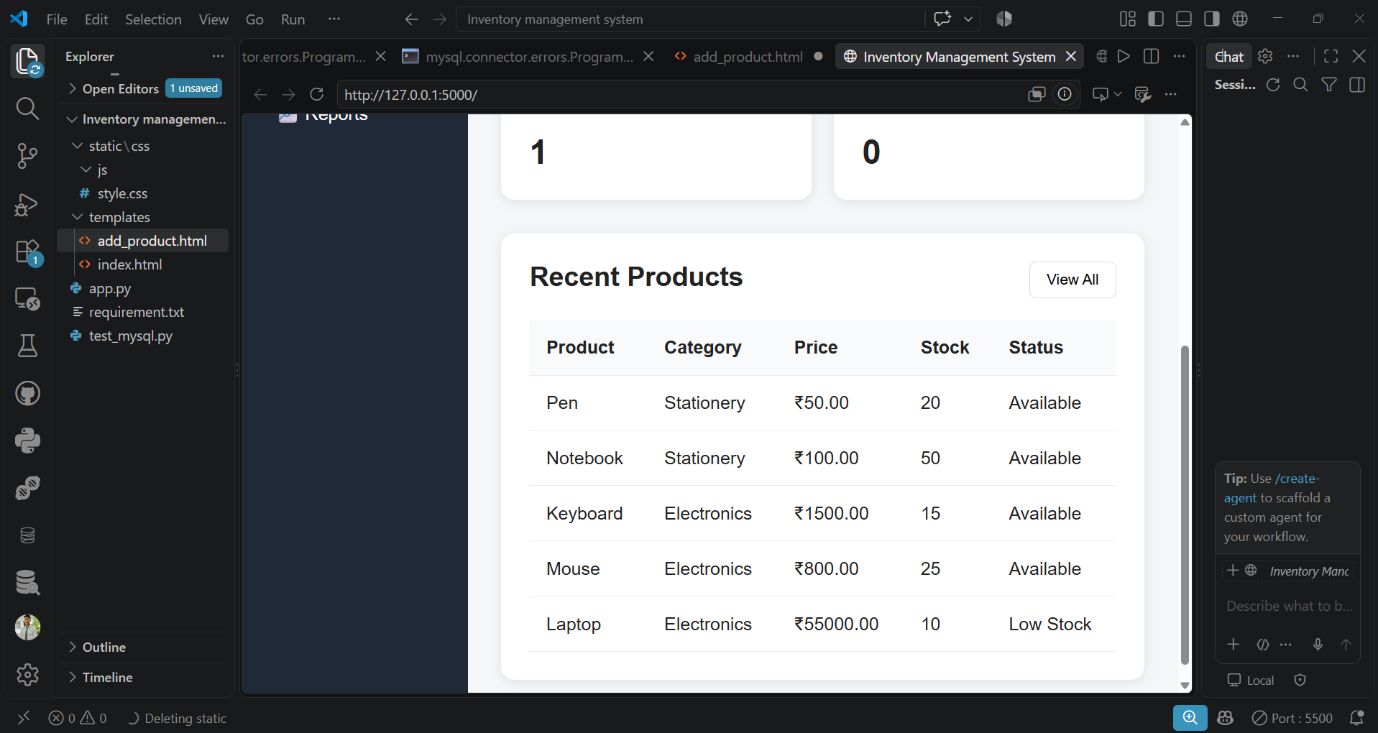 File Edit Selection View Go Run ··· Inventory management system
Explorer ···
Open Editors 1 unsaved
Inventory managemen...
static\css
js
# style.css
templates
<> add_product.html
<> index.html
app.py
requirement.txt
test_mysql.py
Outline
Timeline
tor.errors.Program... mysql.connector.errors.Program... <> add_product.html Inventory Management System
http://127.0.0.1:5000/
Reports
1 0
Recent Products View All
Product Category Price Stock Status
Pen Stationery ₹50.00 20 Available
Notebook Stationery ₹100.00 50 Available
Keyboard Electronics ₹1500.00 15 Available
Mouse Electronics ₹800.00 25 Available
Laptop Electronics ₹55000.00 10 Low Stock
Chat
Sessi...
Tip: Use /create-
agent to scaffold a
custom agent for
your workflow.
Inventory Manc
Describe what to b...
Local
1
0 0 Deleting static Port : 5500